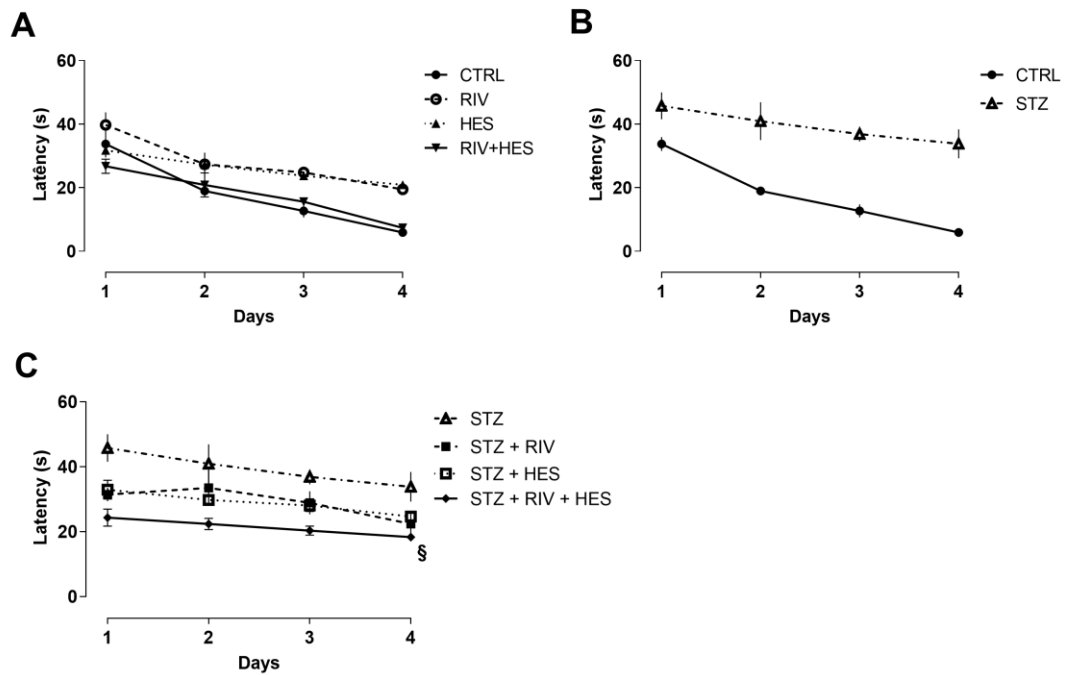 A
Latency (s)
60
40
20
0
1 2 3 4
Days
CTRL
RIV
HES
RIV+HES
B
Latency (s)
60
40
20
0
1 2 3 4
Days
CTRL
STZ
C
Latency (s)
60
40
20
0
1 2 3 4
Days
STZ
STZ + RIV
STZ + HES
STZ + RIV + HES
§